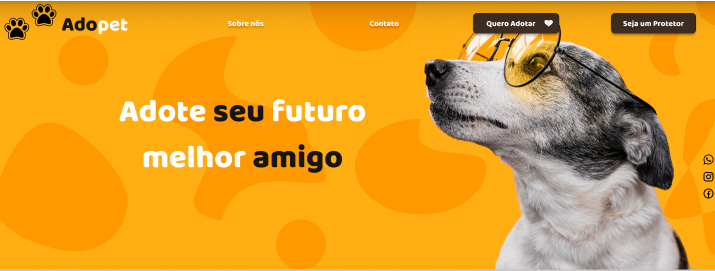 Adopet
Sobre nós
Contato
Quero Adotar
Seja um Protetor
Adote seu futuro
melhor amigo